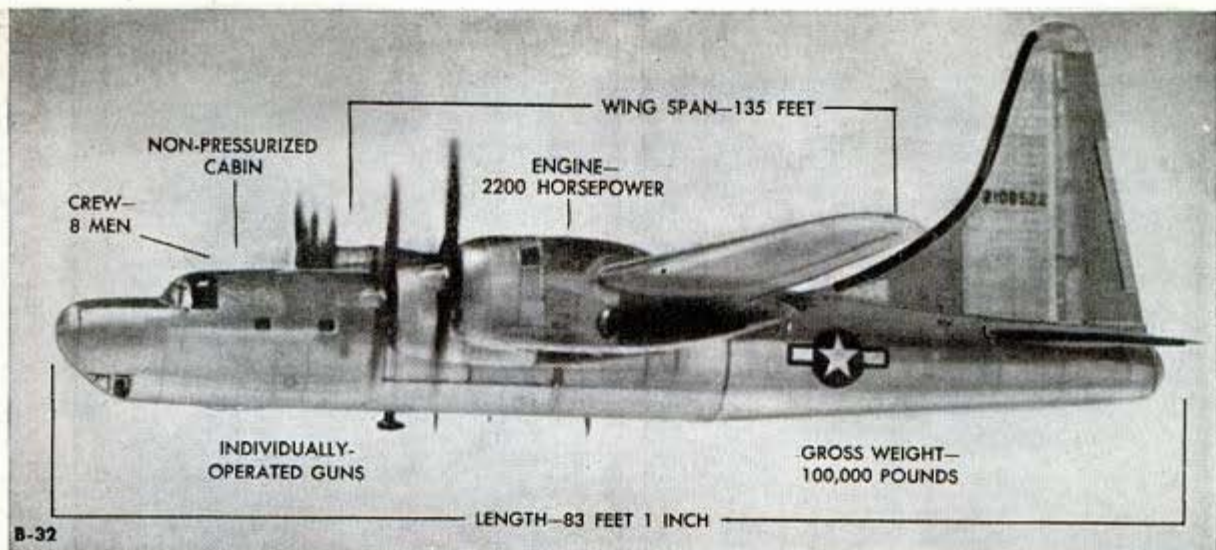 WING SPAN—135 FEET
NON-PRESSURIZED
CABIN
ENGINE—
2200 HORSEPOWER
CREW—
8 MEN
2108522
INDIVIDUALLY-
OPERATED GUNS
GROSS WEIGHT—
100,000 POUNDS
LENGTH—83 FEET 1 INCH
B-32